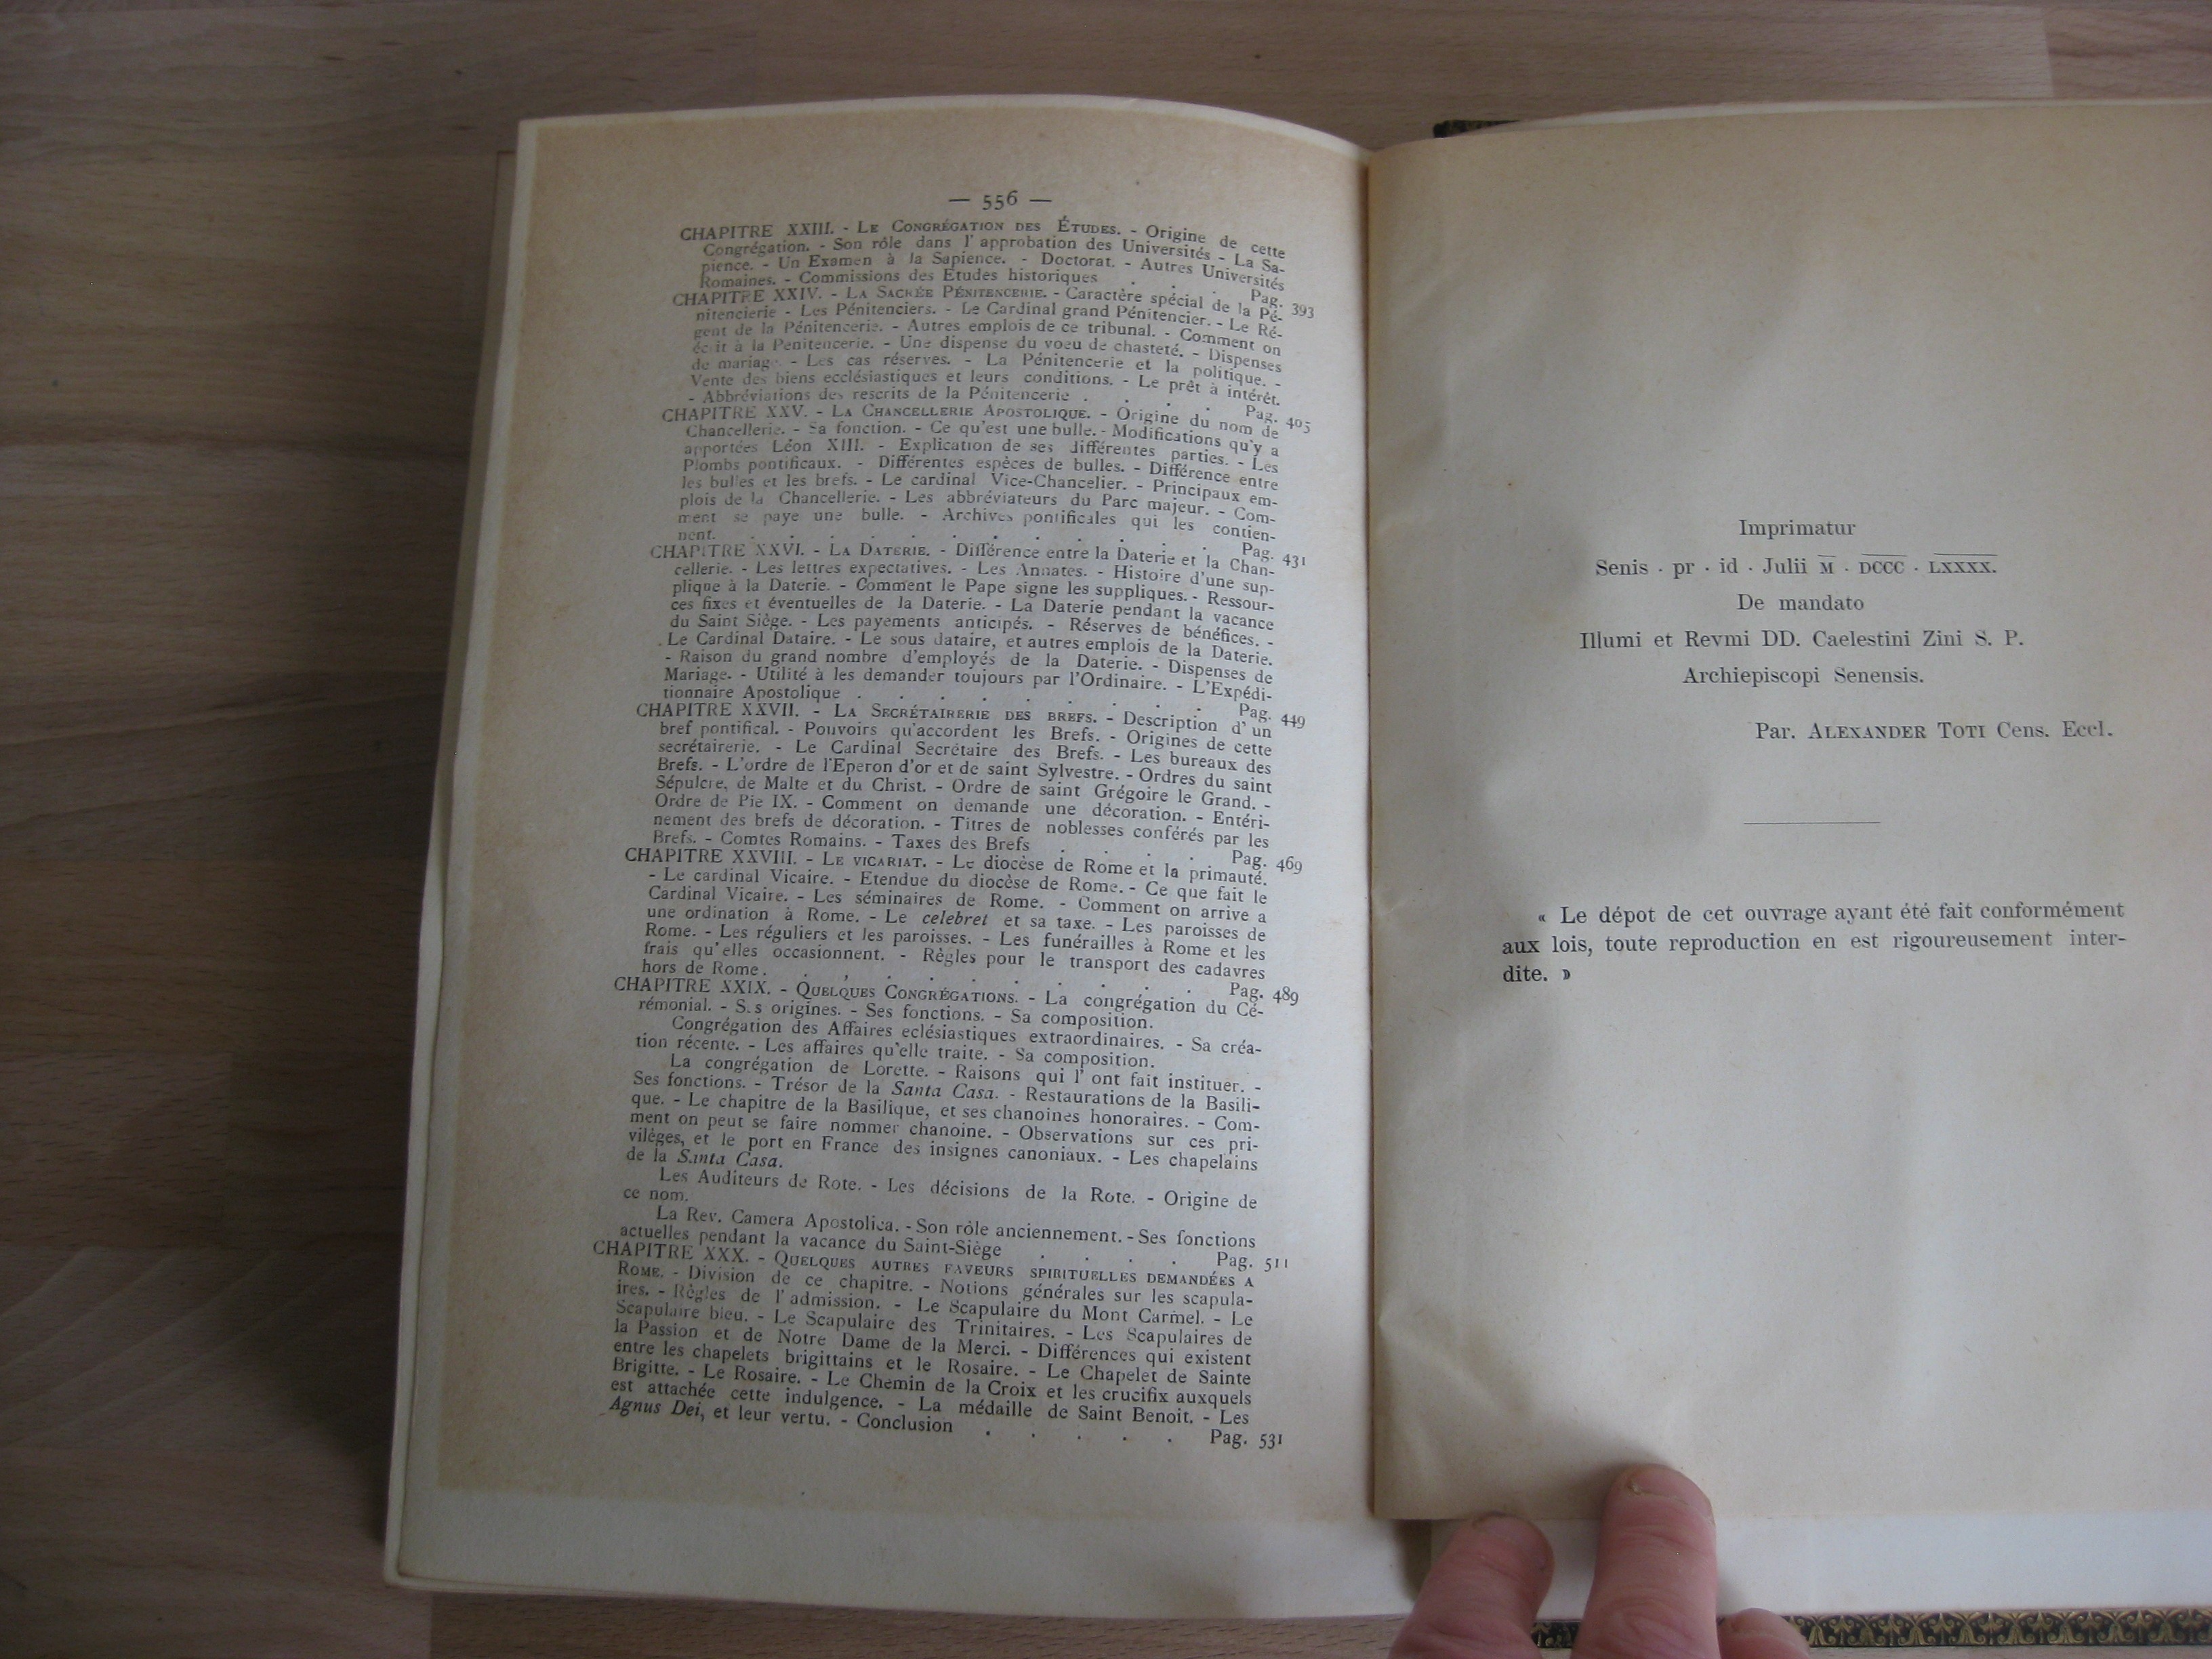 — 556 —
CHAPITRE XXIII. - LE CONGRÉGATION DES ÉTUDES. - Origine de cette
Congrégation. - Son rôle dans l'approbation des Universités - La Sa-
pience. - Un Examen à la Sapience. - Doctorat. - Autres Universités
Romaines. - Commissions des Etudes historiques . . . Pag. 393
CHAPITRE XXIV. - LA SACRÉE PÉNITENCERIE. - Caractère spécial de la Pé-
nitencierie - Les Pénitenciers. - Le Cardinal grand Pénitencier. - Le Ré-
gent de la Pénitencerie. - Autres emplois de ce tribunal. - Comment on
écrit à la Penitencerie. - Une dispense du voeu de chasteté. - Dispenses
de mariage. - Les cas réserves. - La Pénitencerie et la politique. -
Vente des biens ecclésiastiques et leurs conditions. - Le prêt à intérêt.
- Abbréviations des rescrits de la Pénitencerie . . . . Pag. 405
CHAPITRE XXV. - LA CHANCELLERIE APOSTOLIQUE. - Origine du nom de
Chancellerie. - Sa fonction. - Ce qu'est une bulle. - Modifications qu'y a
apportées Léon XIII. - Explication de ses différentes parties. - Les
Plombs pontificaux. - Différentes espèces de bulles. - Différence entre
les bulles et les brefs. - Le cardinal Vice-Chancelier. - Principaux em-
plois de la Chancellerie. - Les abbréviateurs du Parc majeur. - Com-
ment se paye une bulle. - Archives pontificales qui les contien-
nent. . . . . . . . . . . . Pag. 431
CHAPITRE XXVI. - LA DATERIE. - Différence entre la Daterie et la Chan-
cellerie. - Les lettres expectatives. - Les Annates. - Histoire d'une sup-
plique à la Daterie. - Comment le Pape signe les suppliques. - Ressour-
ces fixes et éventuelles de la Daterie. - La Daterie pendant la vacance
du Saint Siège. - Les payements anticipés. - Réserves de bénéfices. -
Le Cardinal Dataire. - Le sous dataire, et autres emplois de la Daterie.
- Raison du grand nombre d'employés de la Daterie. - Dispenses de
Mariage. - Utilité à les demander toujours par l'Ordinaire. - L'Expédi-
tionnaire Apostolique . . . . . . . . Pag. 449
CHAPITRE XXVII. - LA SECRÉTAIRERIE DES BREFS. - Description d'un
bref pontifical. - Pouvoirs qu'accordent les Brefs. - Origines de cette
secrétairerie. - Le Cardinal Secrétaire des Brefs. - Les bureaux des
Brefs. - L'ordre de l'Eperon d'or et de saint Sylvestre. - Ordres du saint
Sépulcre, de Malte et du Christ. - Ordre de saint Grégoire le Grand. -
Ordre de Pie IX. - Comment on demande une décoration. - Entéri-
nement des brefs de décoration. - Titres de noblesses conférés par les
Brefs. - Comtes Romains. - Taxes des Brefs . . . . Pag. 469
CHAPITRE XXVIII. - LE VICARIAT. - Le diocèse de Rome et la primauté.
- Le cardinal Vicaire. - Etendue du diocèse de Rome. - Ce que fait le
Cardinal Vicaire. - Les séminaires de Rome. - Comment on arrive a
une ordination à Rome. - Le celebret et sa taxe. - Les paroisses de
Rome. - Les réguliers et les paroisses. - Les funérailles à Rome et les
frais qu'elles occasionnent. - Règles pour le transport des cadavres
hors de Rome. . . . . . . . . . Pag. 489
CHAPITRE XXIX. - QUELQUES CONGRÉGATIONS. - La congrégation du Cé-
rémonial. - S.s origines. - Ses fonctions. - Sa composition.
Congrégation des Affaires eclésiastiques extraordinaires. - Sa créa-
tion récente. - Les affaires qu'elle traite. - Sa composition.
La congrégation de Lorette. - Raisons qui l'ont fait instituer. -
Ses fonctions. - Trésor de la Santa Casa. - Restaurations de la Basili-
que. - Le chapitre de la Basilique, et ses chanoines honoraires. - Com-
ment on peut se faire nommer chanoine. - Observations sur ces pri-
vilèges, et le port en France des insignes canoniaux. - Les chapelains
de la Santa Casa.
Les Auditeurs de Rote. - Les décisions de la Rote. - Origine de
ce nom.
La Rev. Camera Apostolica. - Son rôle anciennement. - Ses fonctions
actuelles pendant la vacance du Saint-Siège . . . . Pag. 511
CHAPITRE XXX. - QUELQUES AUTRES FAVEURS SPIRITUELLES DEMANDÉES A
ROME. - Division de ce chapitre. - Notions générales sur les scapula-
ires. - Règles de l'admission. - Le Scapulaire du Mont Carmel. - Le
Scapulaire bleu. - Le Scapulaire des Trinitaires. - Les Scapulaires de
la Passion et de Notre Dame de la Merci. - Différences qui existent
entre les chapelets brigittains et le Rosaire. - Le Chapelet de Sainte
Brigitte. - Le Rosaire. - Le Chemin de la Croix et les crucifix auxquels
est attachée cette indulgence. - La médaille de Saint Benoit. - Les
Agnus Dei, et leur vertu. - Conclusion . . . . . Pag. 531
Imprimatur
Senis · pr · id · Julii M̅ · D̅C̅C̅C̅ · L̅X̅X̅X̅X̅.
De mandato
Illumi et Revmi DD. Caelestini Zini S. P.
Archiepiscopi Senensis.
Par. ALEXANDER TOTI Cens. Eccl.
« Le dépot de cet ouvrage ayant été fait conformément
aux lois, toute reproduction en est rigoureusement inter-
dite. »